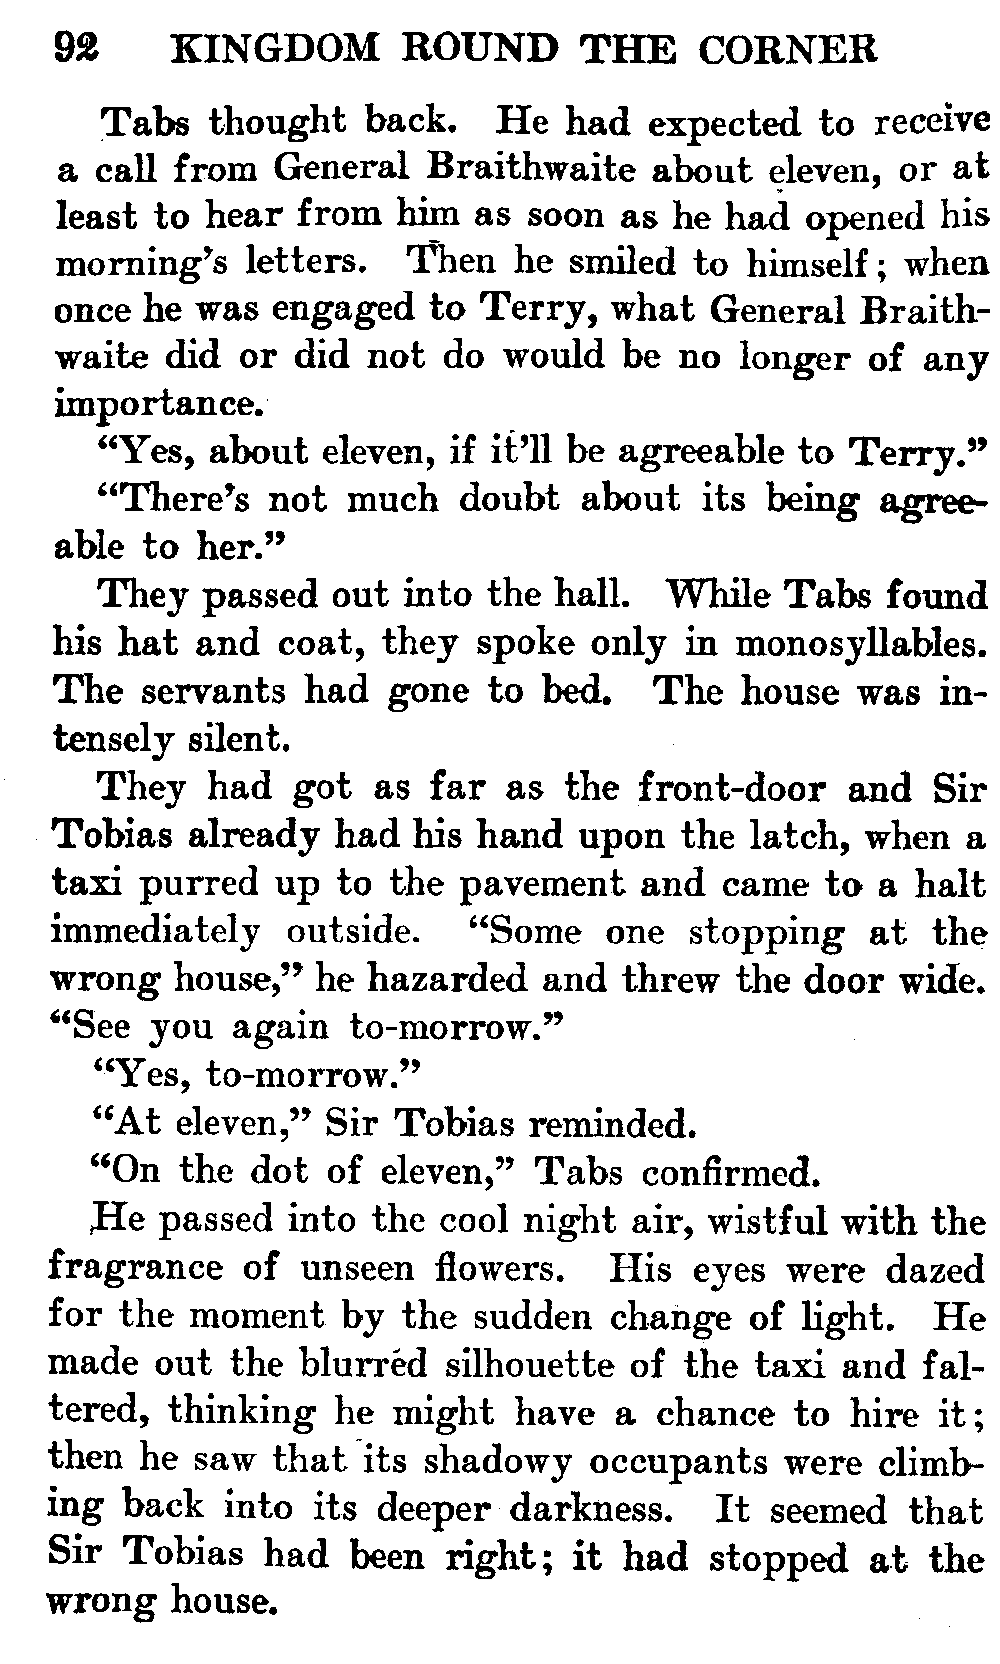 92 KINGDOM ROUND THE CORNER
Tabs thought back. He had expected to receive
a call from General Braithwaite about eleven, or at
least to hear from him as soon as he had opened his
morning's letters. Then he smiled to himself; when
once he was engaged to Terry, what General Braith-
waite did or did not do would be no longer of any
importance.
"Yes, about eleven, if it'll be agreeable to Terry."
"There's not much doubt about its being agree-
able to her."
They passed out into the hall. While Tabs found
his hat and coat, they spoke only in monosyllables.
The servants had gone to bed. The house was in-
tensely silent.
They had got as far as the front-door and Sir
Tobias already had his hand upon the latch, when a
taxi purred up to the pavement and came to a halt
immediately outside. "Some one stopping at the
wrong house," he hazarded and threw the door wide.
"See you again to-morrow."
"Yes, to-morrow."
"At eleven," Sir Tobias reminded.
"On the dot of eleven," Tabs confirmed.
He passed into the cool night air, wistful with the
fragrance of unseen flowers. His eyes were dazed
for the moment by the sudden change of light. He
made out the blurred silhouette of the taxi and fal-
tered, thinking he might have a chance to hire it;
then he saw that its shadowy occupants were climb-
ing back into its deeper darkness. It seemed that
Sir Tobias had been right; it had stopped at the
wrong house.